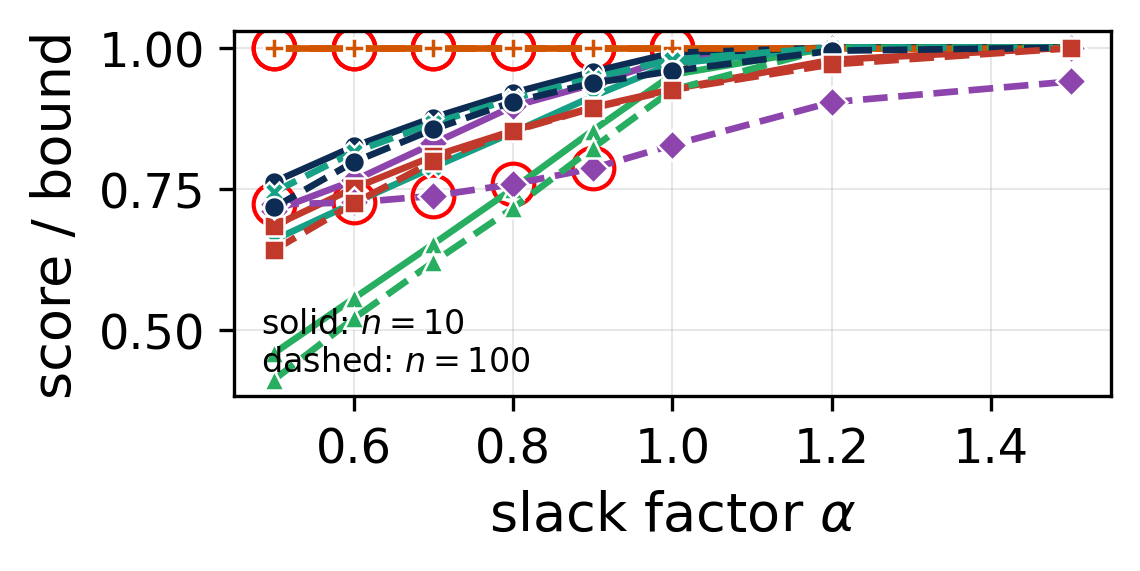 score / bound
1.00
0.75
0.50
solid: n = 10
dashed: n = 100
0.6 0.8 1.0 1.2 1.4
slack factor α